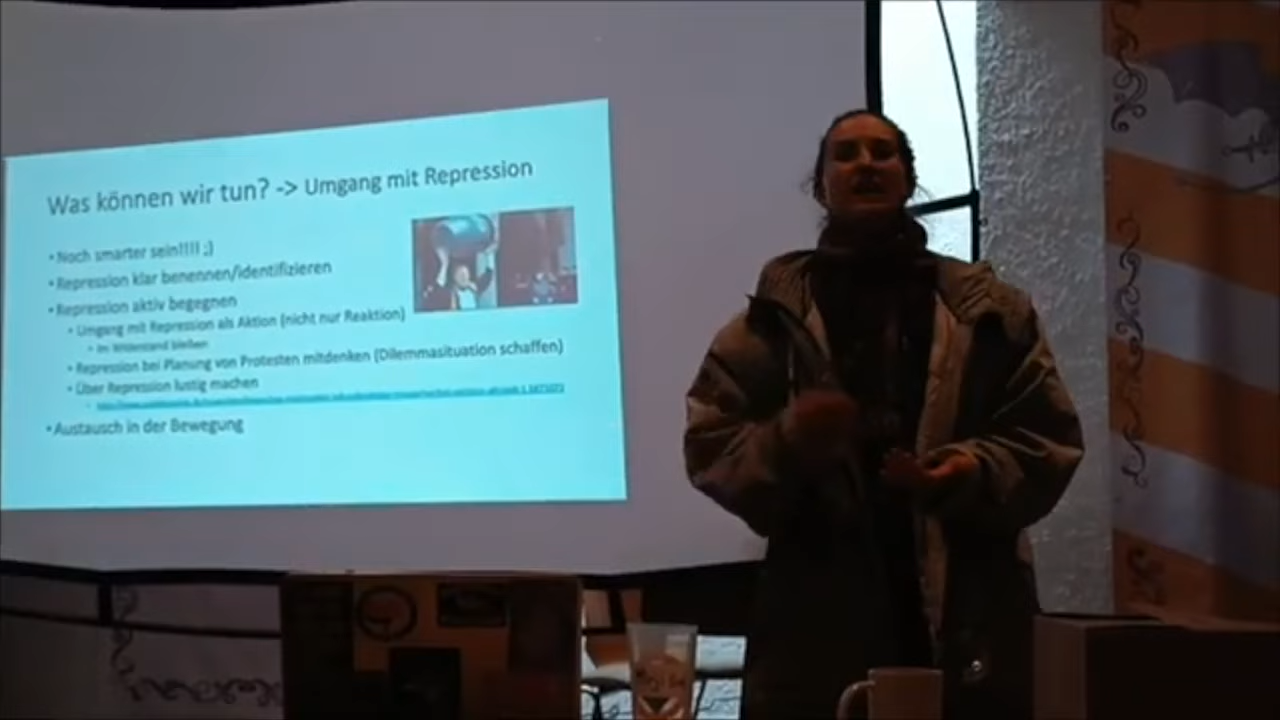 Was können wir tun? -> Umgang mit Repression
• Noch smarter sein!!!! ;)
• Repression klar benennen/identifizieren
• Repression aktiv begegnen
• Umgang mit Repression als Aktion (nicht nur Reaktion)
• Im Widerstand bleiben
• Repression bei Planung von Protesten mitdenken (Dilemmasituation schaffen)
• Über Repression lustig machen
• Austausch in der Bewegung